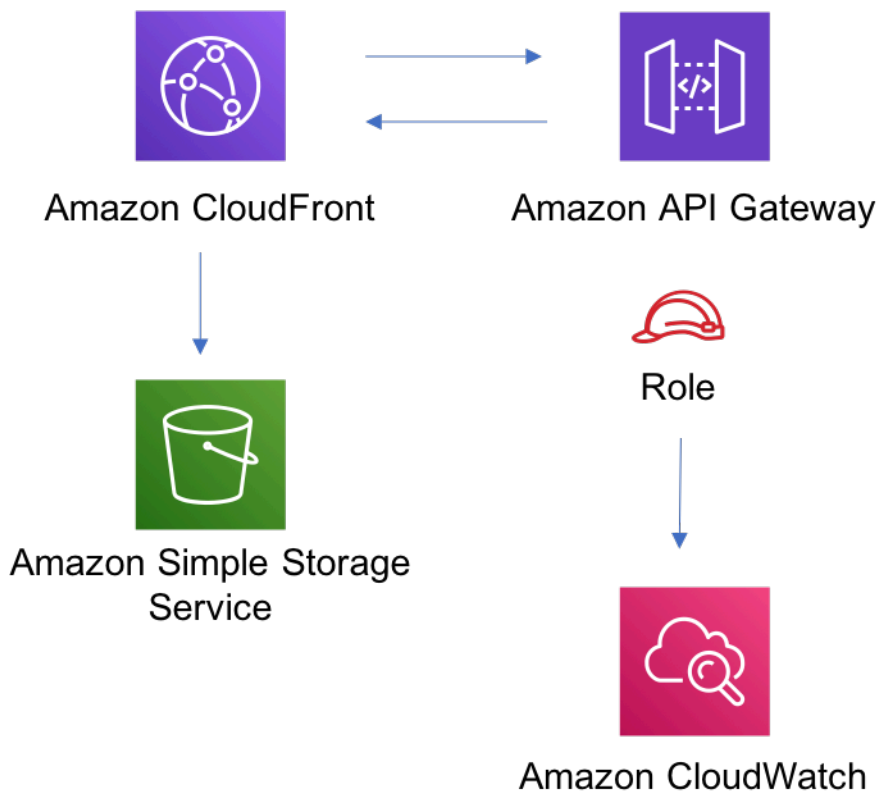 Amazon CloudFront
Amazon API Gateway
</>
Role
Amazon Simple Storage
Service
Amazon CloudWatch